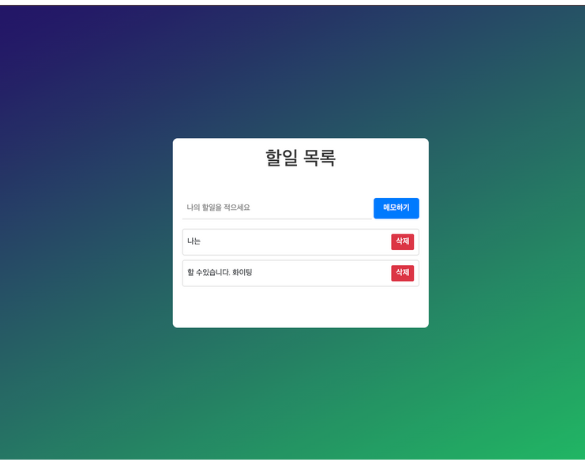 할일 목록
나의 할일을 적으세요 메모하기
나는 삭제
할 수있습니다. 화이팅 삭제